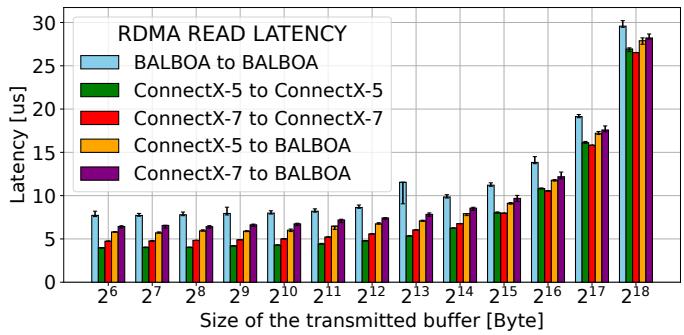 RDMA READ LATENCY
BALBOA to BALBOA
ConnectX-5 to ConnectX-5
ConnectX-7 to ConnectX-7
ConnectX-5 to BALBOA
ConnectX-7 to BALBOA
Latency [us]
30
25
20
15
10
5
0
2^6 2^7 2^8 2^9 2^10 2^11 2^12 2^13 2^14 2^15 2^16 2^17 2^18
Size of the transmitted buffer [Byte]